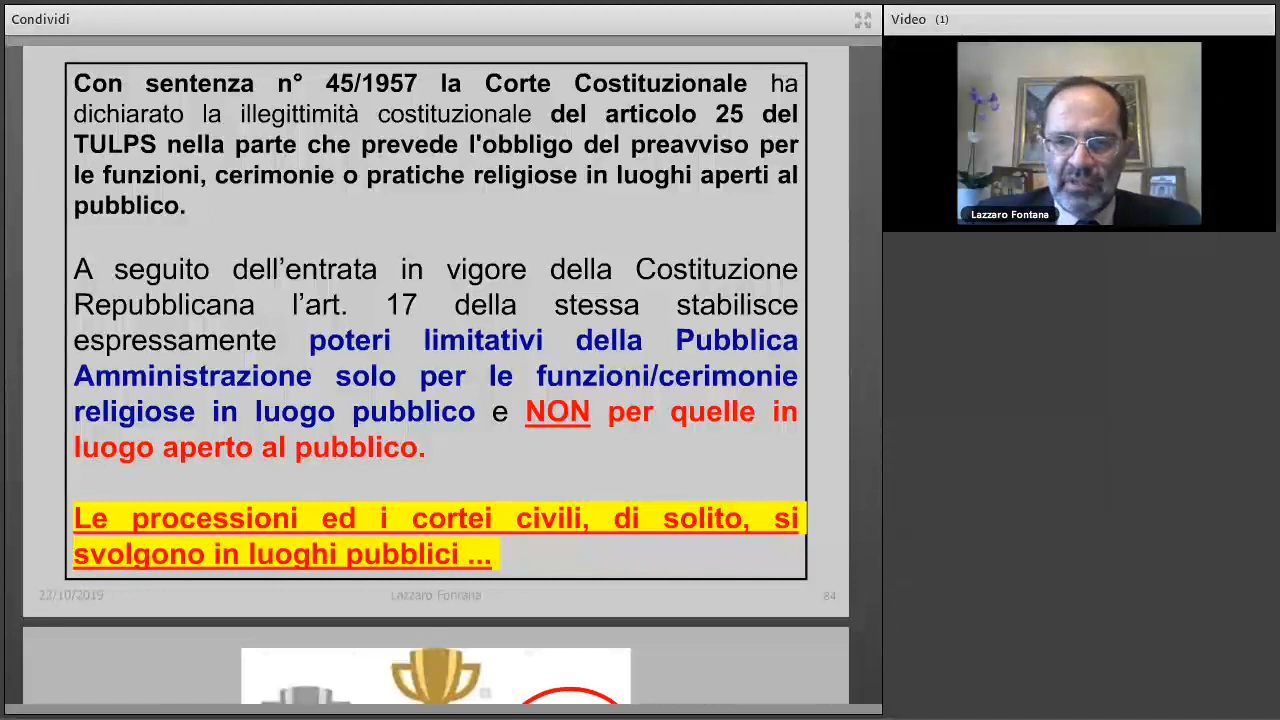 Condividi
Video (1)
Con sentenza n° 45/1957 la Corte Costituzionale ha
dichiarato la illegittimità costituzionale del articolo 25 del
TULPS nella parte che prevede l'obbligo del preavviso per
le funzioni, cerimonie o pratiche religiose in luoghi aperti al
pubblico.
A seguito dell’entrata in vigore della Costituzione
Repubblicana l’art. 17 della stessa stabilisce
espressamente poteri limitativi della Pubblica
Amministrazione solo per le funzioni/cerimonie
religiose in luogo pubblico e NON per quelle in
luogo aperto al pubblico.
Le processioni ed i cortei civili, di solito, si
svolgono in luoghi pubblici ...
22/10/2019
Lazzaro Fontana
84
Lazzaro Fontana